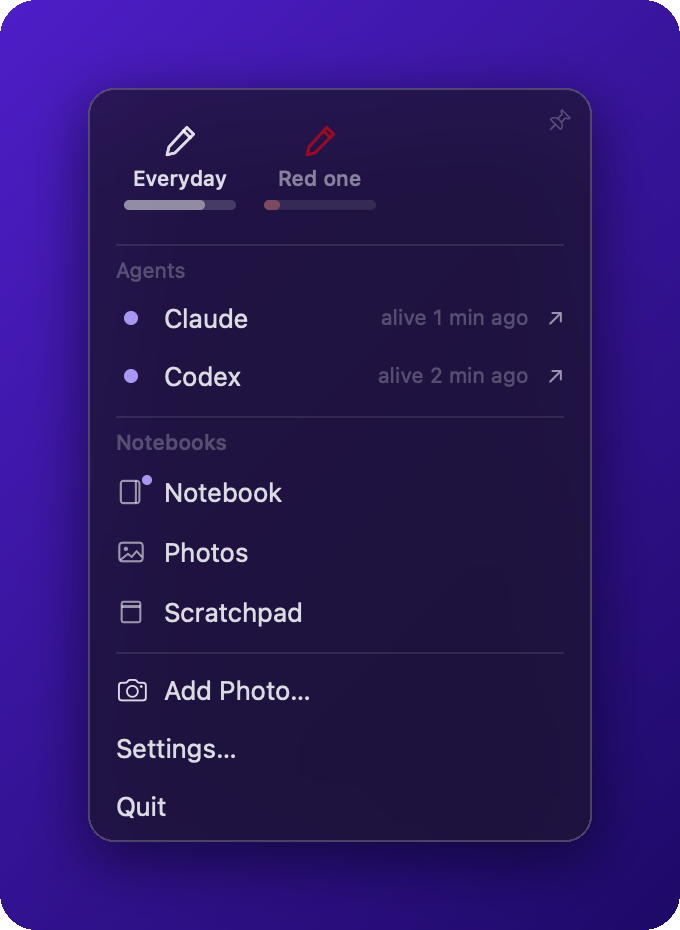 Everyday
Red one
Agents
Claude
alive 1 min ago
Codex
alive 2 min ago
Notebooks
Notebook
Photos
Scratchpad
Add Photo...
Settings...
Quit